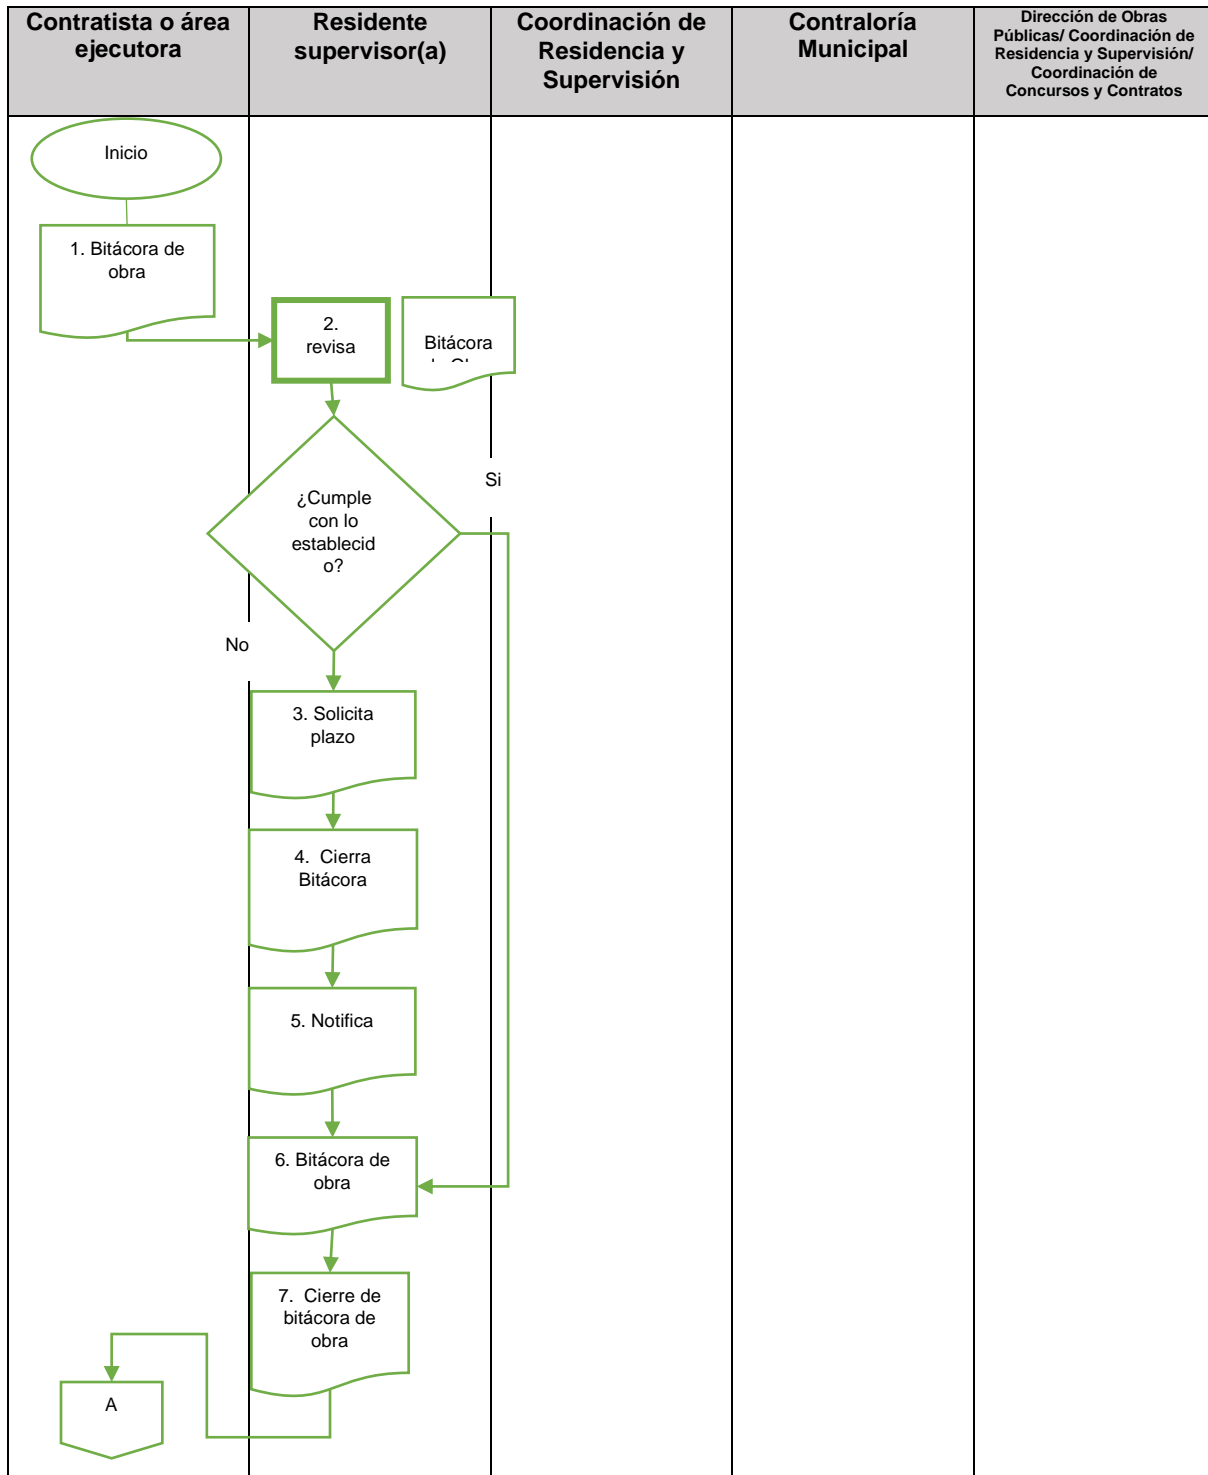 Contratista o área
ejecutora
Residente
supervisor(a)
Coordinación de
Residencia y
Supervisión
Contraloría
Municipal
Dirección de Obras
Públicas/ Coordinación de
Residencia y Supervisión/
Coordinación de
Concursos y Contratos
Inicio
1. Bitácora de
obra
2.
revisa
Bitácora
¿Cumple
con lo
establecid
o?
Si
No
3. Solicita
plazo
4. Cierra
Bitácora
5. Notifica
6. Bitácora de
obra
7. Cierre de
bitácora de
obra
A